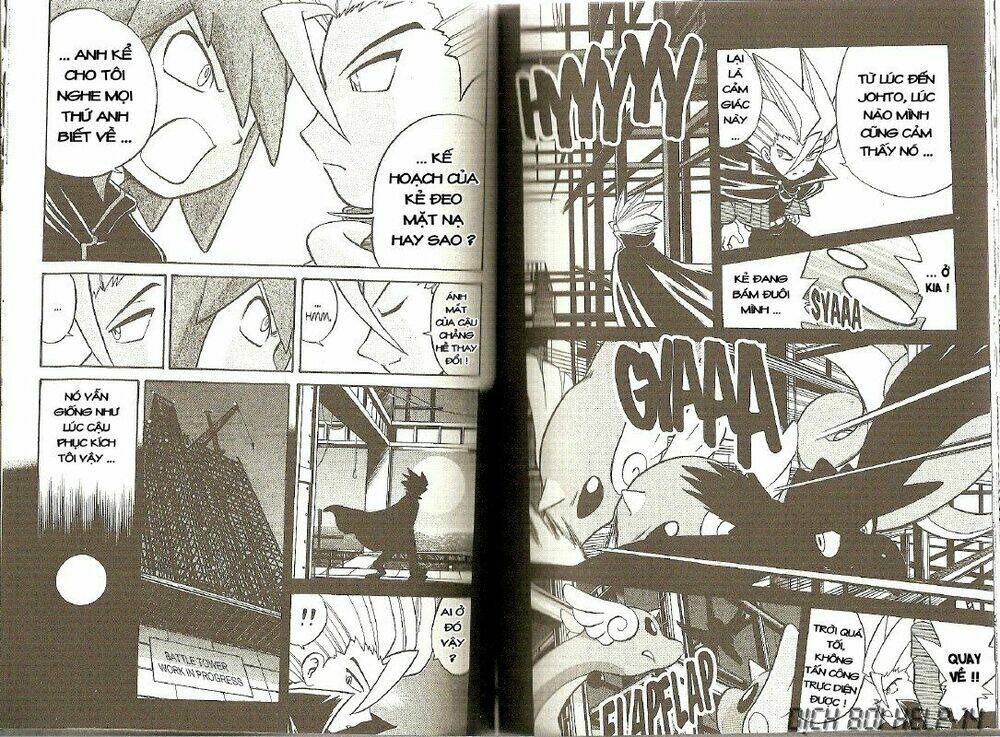 ... ANH KỂ
CHO TÔI
NGHE MỌI
THỨ ANH
BIẾT VỀ ...
... KẾ
HOẠCH CỦA
KẺ ĐEO
MẶT NẠ
HAY SAO ?
...
HMM.
ÁNH
MẮT
CỦA CẬU
CHẲNG
HỀ THAY
ĐỔI !
NÓ VẪN
GIỐNG NHƯ
LÚC CẬU
PHỤC KÍCH
TÔI VẬY ...
BATTLE TOWER
WORK IN PROGRESS
!!
AI Ở
ĐÓ
VẬY
?
HYYYYYY
LẠI
LÀ
CẢM
GIÁC
NÀY
...
TỪ LÚC ĐẾN
JOHTO, LÚC
NÀO MÌNH
CŨNG CẢM
THẤY NÓ ...
KẺ ĐANG
BÁM ĐUÔI
MÌNH ...
SYAAA
... Ở
KIA !
GYAAA
FLAPFLAP
TRỜI QUÁ
TỐI,
KHÔNG
TẤN CÔNG
TRỰC DIỆN
ĐƯỢC !
QUAY
VỀ !!